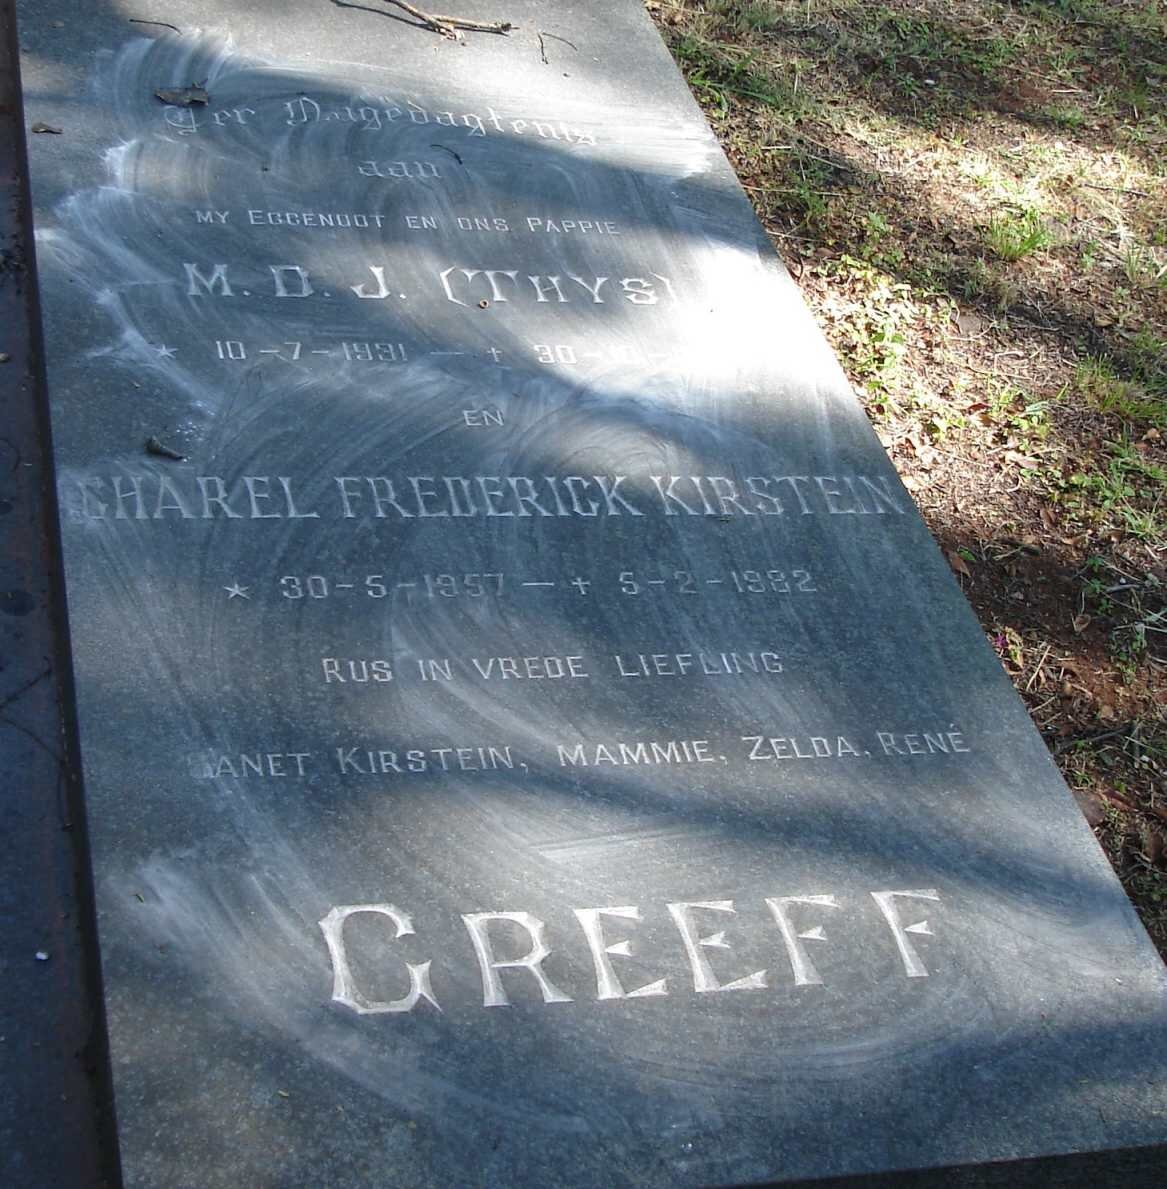 Ter Nagedagtenis
aan
MY EGGENOOT EN ONS PAPPIE
M. D. J. (THYS)
* 10-7-1931 — + 30-10-
EN
CHAREL FREDERICK KIRSTEIN
* 30-5-1957 — + 5-2-1982
RUS IN VREDE LIEFLING
KIRSTEIN, MAMMIE, ZELDA. RENÉ
GREEFF